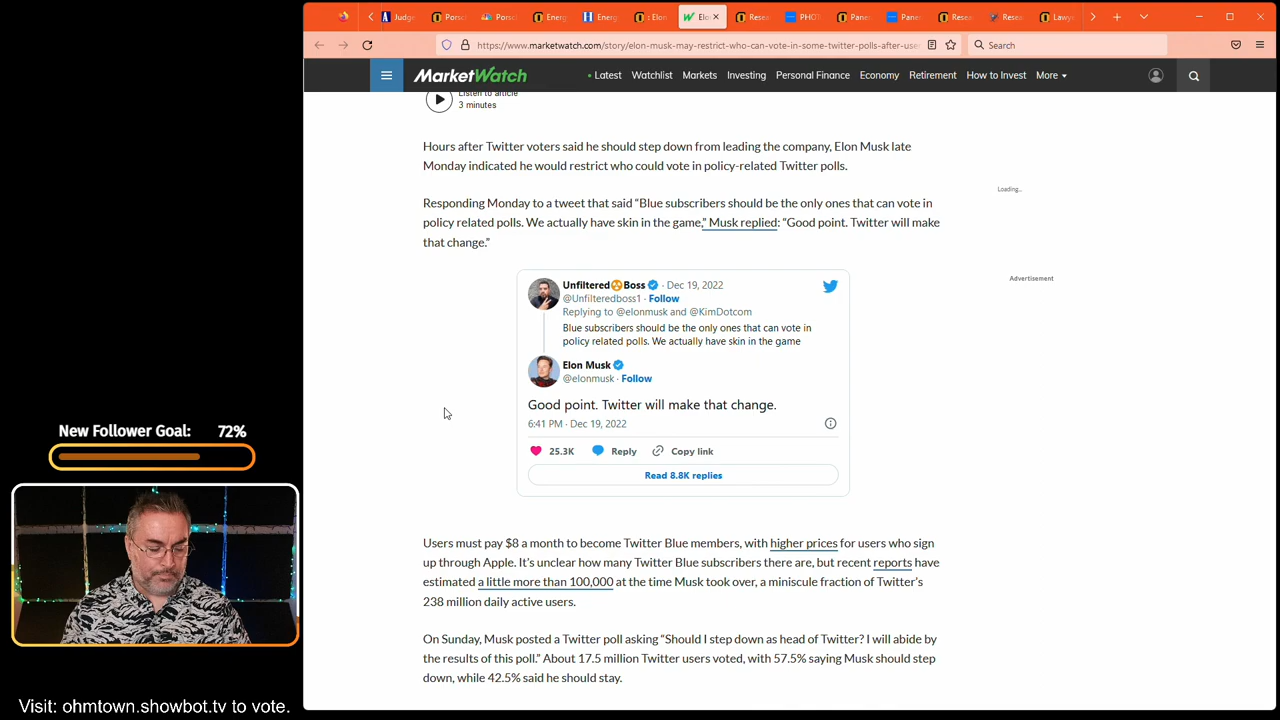 Judge
Porsc
Porsc
Energ
Energ
: Elon
Elo
Resea
PHOT
Pane
Pane
Resea
Resea
Lawye
https://www.marketwatch.com/story/elon-musk-may-restrict-who-can-vote-in-some-twitter-polls-after-use
Search
MarketWatch
Latest
Watchlist
Markets
Investing
Personal Finance
Economy
Retirement
How to Invest
More
Listen to article
3 minutes
Hours after Twitter voters said he should step down from leading the company, Elon Musk late
Monday indicated he would restrict who could vote in policy-related Twitter polls.
Loading...
Responding Monday to a tweet that said “Blue subscribers should be the only ones that can vote in
policy related polls. We actually have skin in the game,” Musk replied: “Good point. Twitter will make
that change.”
Advertisement
Unfiltered☢Boss · Dec 19, 2022
@Unfilteredboss1 · Follow
Replying to @elonmusk and @KimDotcom
Blue subscribers should be the only ones that can vote in
policy related polls. We actually have skin in the game
Elon Musk
@elonmusk · Follow
Good point. Twitter will make that change.
6:41 PM · Dec 19, 2022
25.3K
Reply
Copy link
Read 8.8K replies
Users must pay $8 a month to become Twitter Blue members, with higher prices for users who sign
up through Apple. It’s unclear how many Twitter Blue subscribers there are, but recent reports have
estimated a little more than 100,000 at the time Musk took over, a miniscule fraction of Twitter’s
238 million daily active users.
On Sunday, Musk posted a Twitter poll asking “Should I step down as head of Twitter? I will abide by
the results of this poll.” About 17.5 million Twitter users voted, with 57.5% saying Musk should step
down, while 42.5% said he should stay.
New Follower Goal: 72%
Visit: ohmtown.showbot.tv to vote.